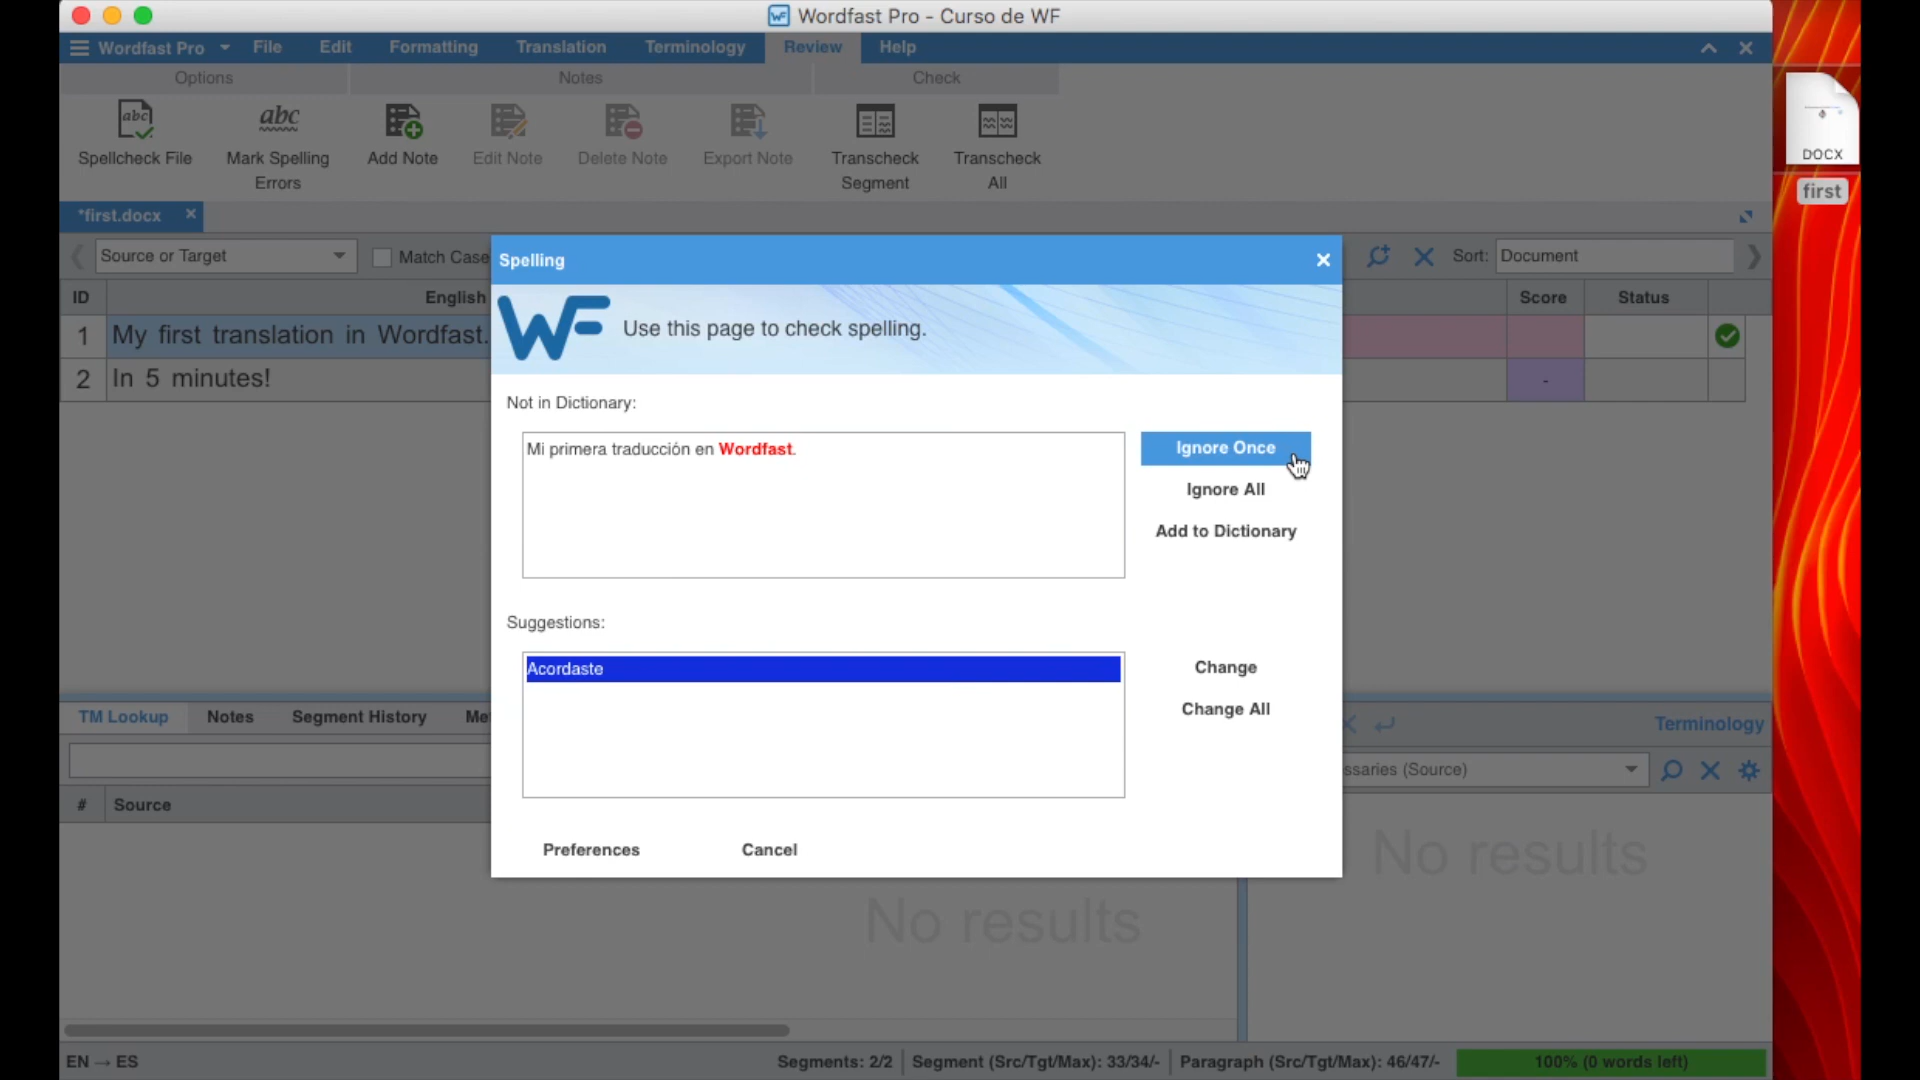 Wordfast Pro - Curso de WF
Wordfast Pro File Edit Formatting Translation Terminology Review Help
Options Notes Check
Spellcheck File Mark Spelling Errors Add Note Edit Note Delete Note Export Note Transcheck Segment Transcheck All
DOCX
first
*first.docx
Source or Target Match Case Sort: Document
ID English Score Status
1 My first translation in Wordfast.
2 In 5 minutes! -
Spelling
WF Use this page to check spelling.
Not in Dictionary:
Mi primera traducción en Wordfast.
Ignore Once
Ignore All
Add to Dictionary
Suggestions:
Acordaste
Change
Change All
Preferences Cancel
TM Lookup Notes Segment History Me
Terminology
ssaries (Source)
# Source
No results
No results
EN → ES Segments: 2/2 Segment (Src/Tgt/Max): 33/34/- Paragraph (Src/Tgt/Max): 46/47/- 100% (0 words left)